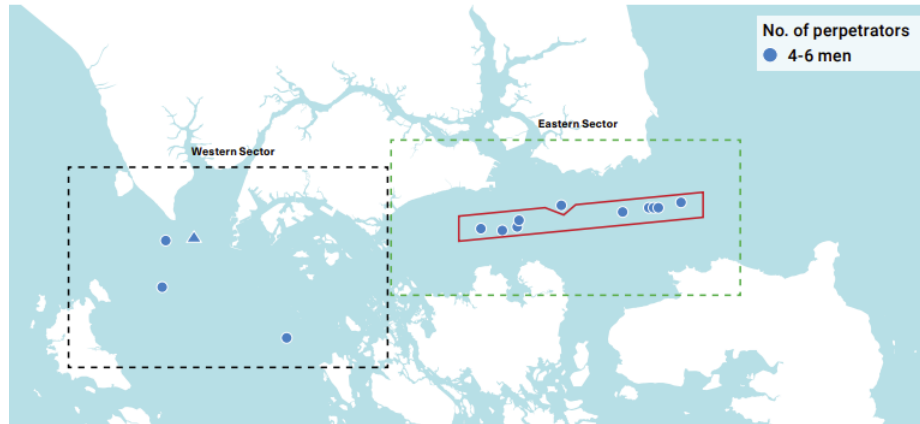 No. of perpetrators
4-6 men
Eastern Sector
Western Sector